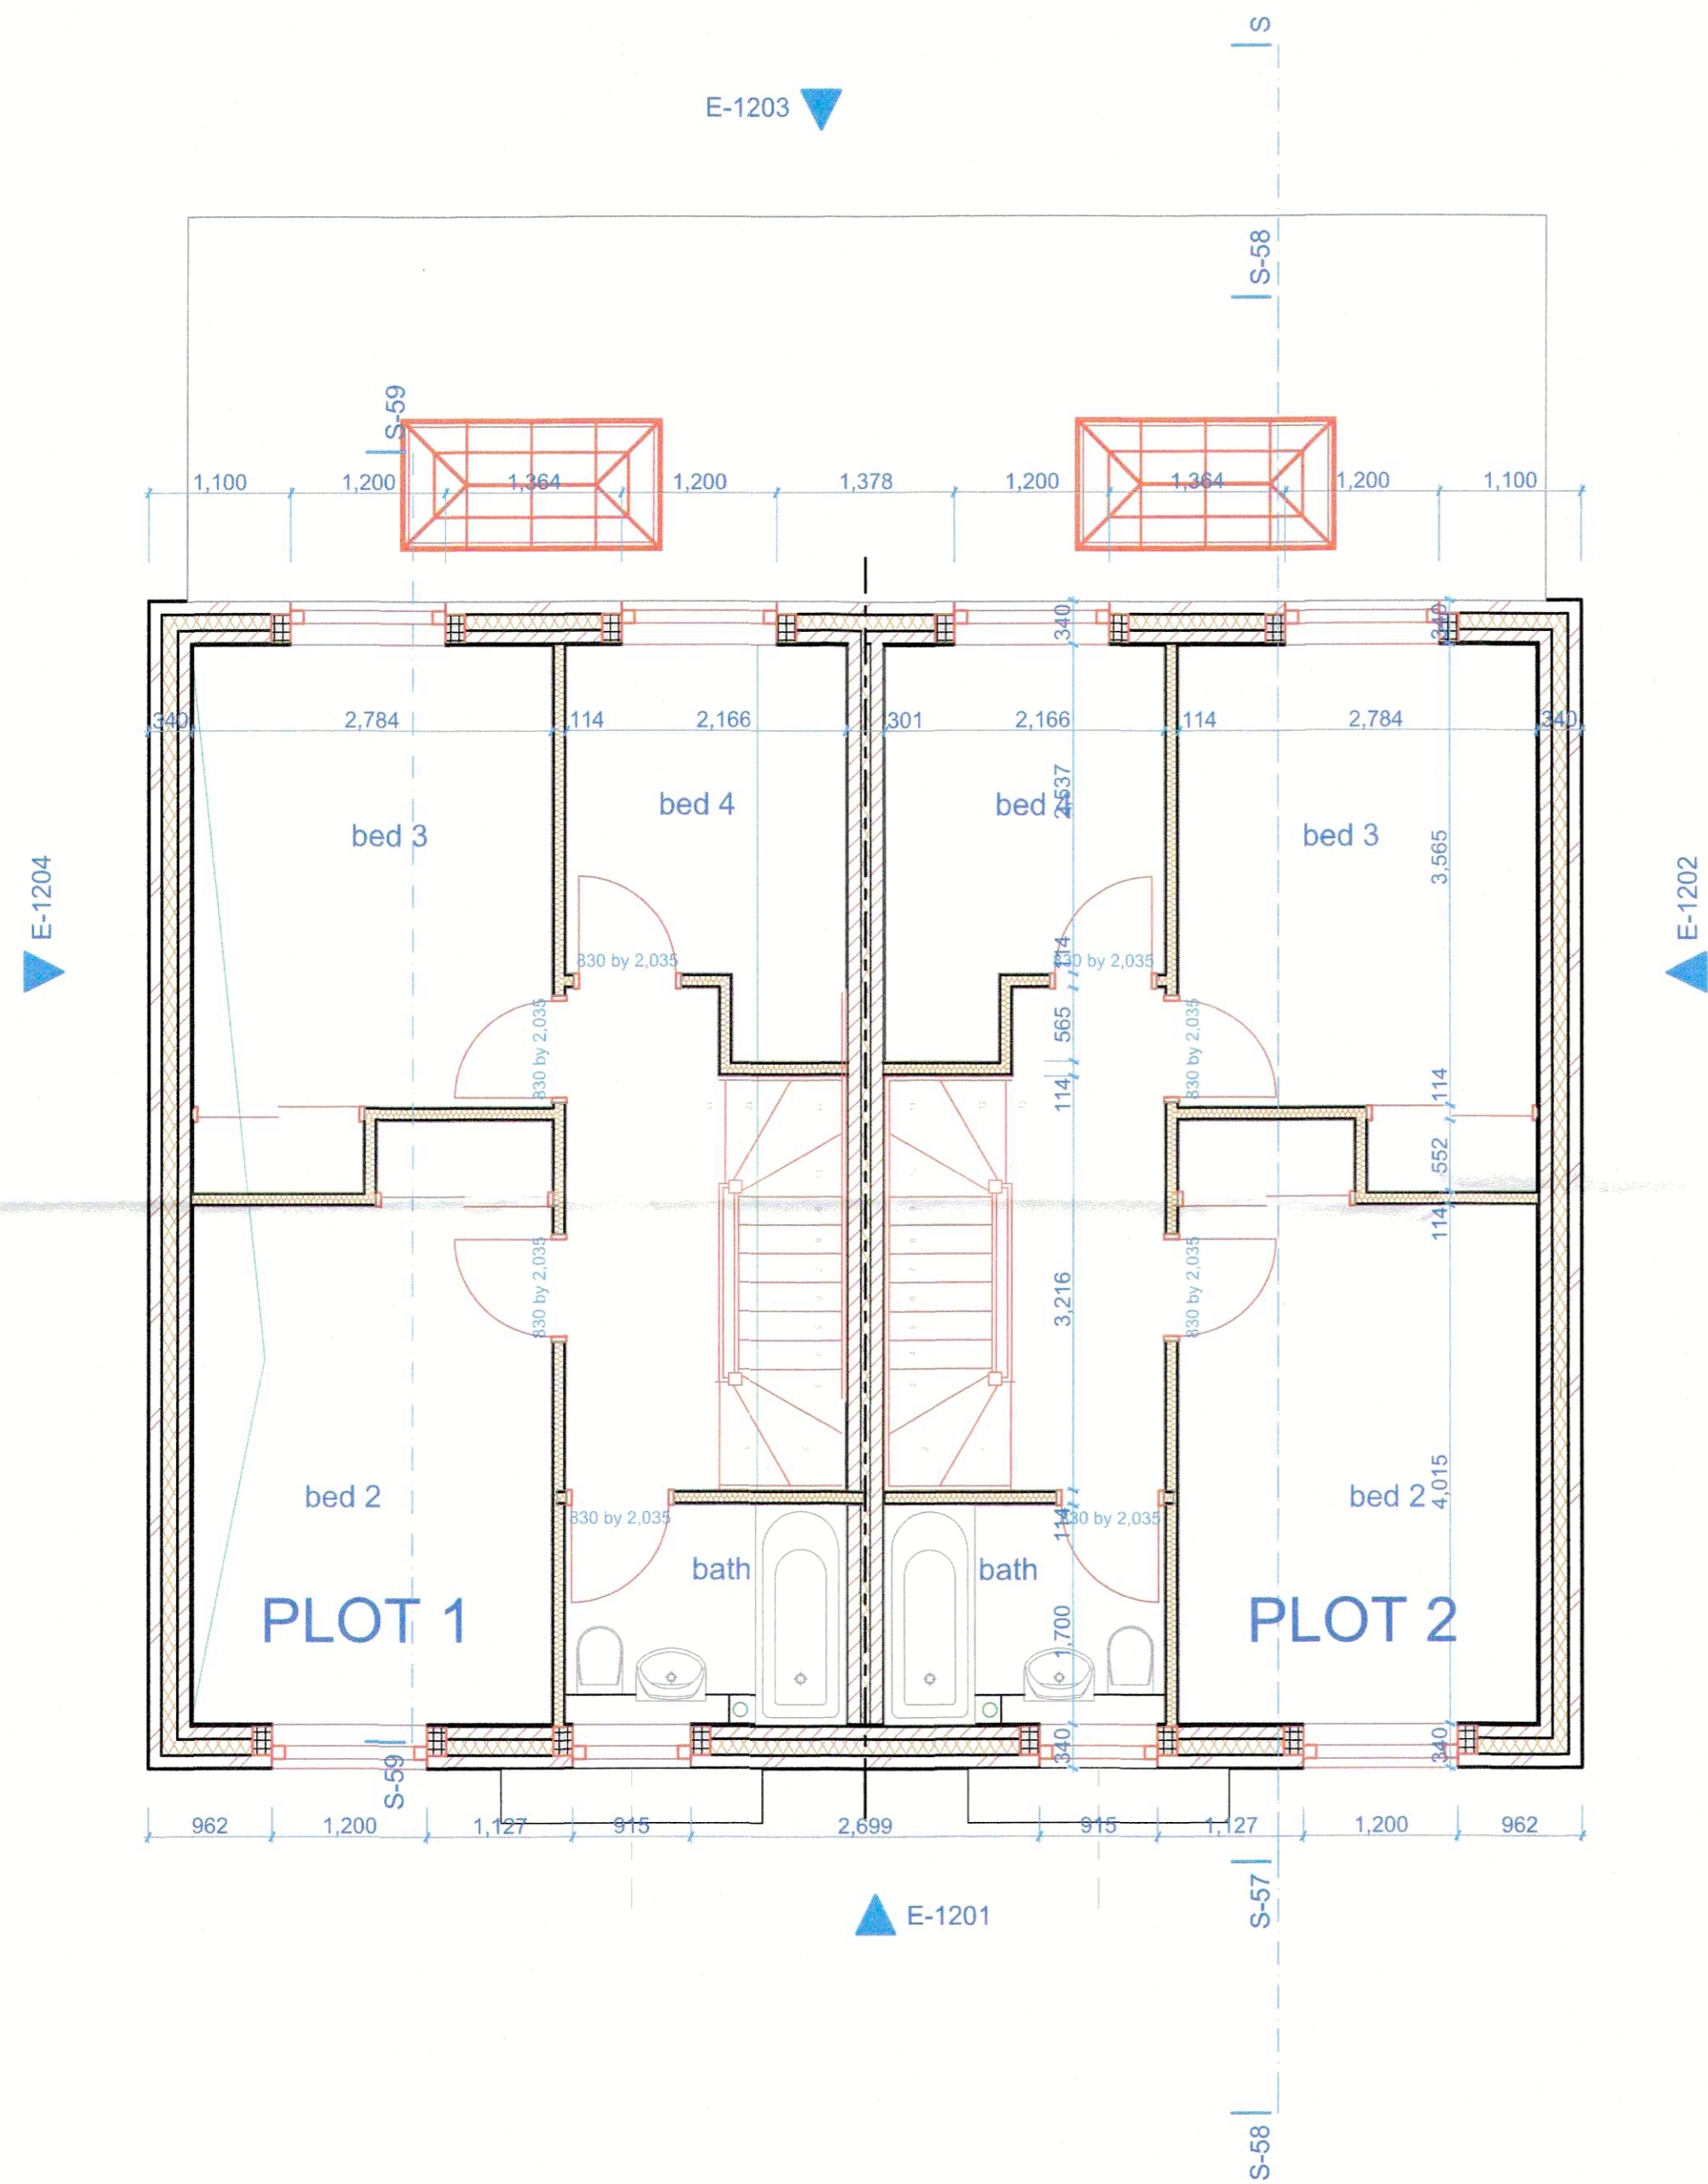 S
E-1203
S-58
S-59
1,100 1,200 1,364 1,200 1,378 1,200 1,364 1,200 1,100
340 340
340 2,784 114 2,166 301 2,166 114 2,784 340
bed 3 bed 4 bed 4 bed 3
2,537
3,565
E-1204
E-1202
830 by 2,035 114 830 by 2,035
830 by 2,035 565 830 by 2,035
114 114
552
114
830 by 2,035 3,216 830 by 2,035
bed 2 bed 2 4,015
830 by 2,035 114 830 by 2,035
bath bath
PLOT 1 1,700 PLOT 2
340 340
S-59
962 1,200 1,127 915 2,699 915 1,127 1,200 962
S-57
E-1201
S-58